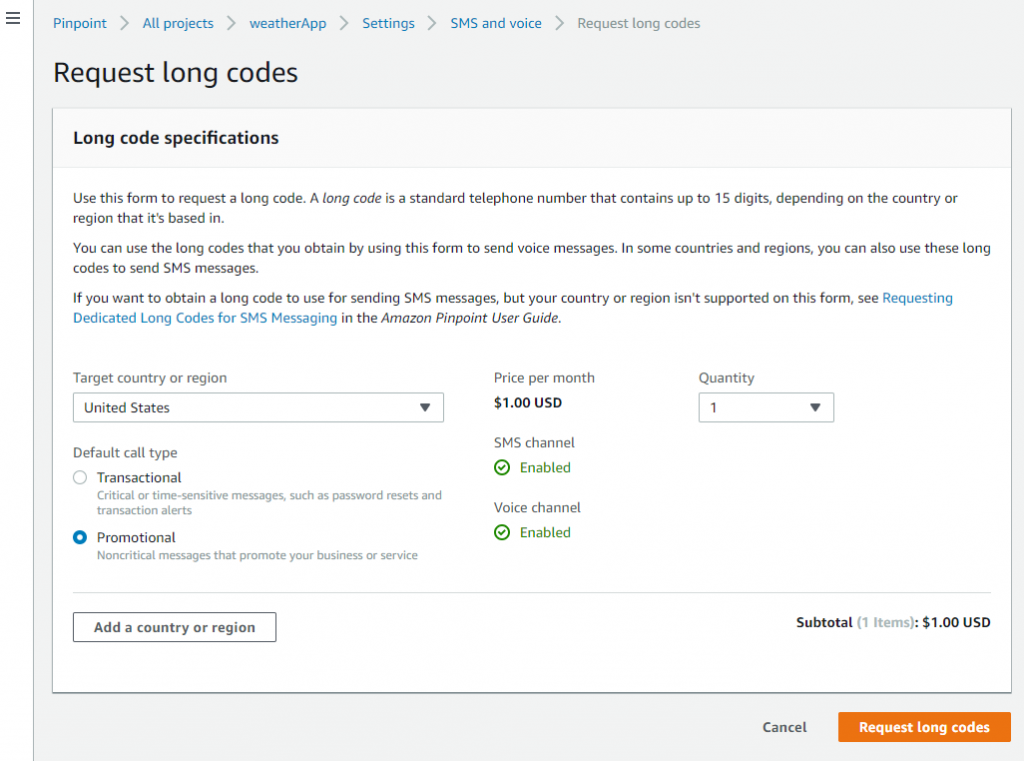 Pinpoint > All projects > weatherApp > Settings > SMS and voice > Request long codes
Request long codes
Long code specifications
Use this form to request a long code. A long code is a standard telephone number that contains up to 15 digits, depending on the country or
region that it's based in.
You can use the long codes that you obtain by using this form to send voice messages. In some countries and regions, you can also use these long
codes to send SMS messages.
If you want to obtain a long code to use for sending SMS messages, but your country or region isn't supported on this form, see Requesting
Dedicated Long Codes for SMS Messaging in the Amazon Pinpoint User Guide.
Target country or region
United States
Default call type
Transactional
Critical or time-sensitive messages, such as password resets and
transaction alerts
Promotional
Noncritical messages that promote your business or service
Price per month
$1.00 USD
SMS channel
Enabled
Voice channel
Enabled
Quantity
1
Add a country or region
Subtotal (1 Items): $1.00 USD
Cancel
Request long codes